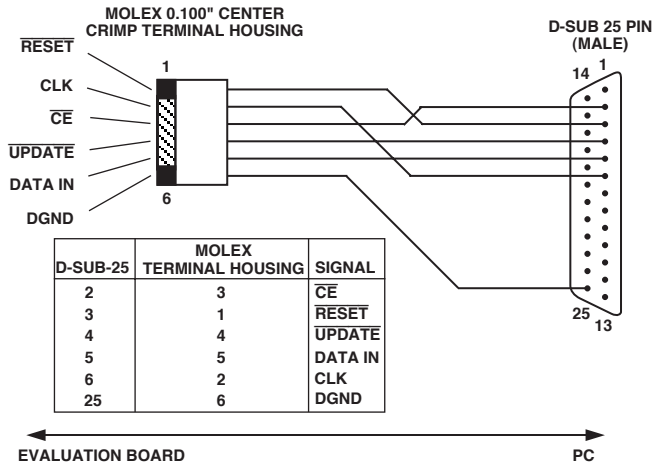 MOLEX 0.100" CENTER
CRIMP TERMINAL HOUSING
D-SUB 25 PIN
(MALE)
RESET
CLK
CE
UPDATE
DATA IN
DGND
1
6
14 1
25
13
D-SUB-25 MOLEX TERMINAL HOUSING SIGNAL
2 3 CE
3 1 RESET
4 4 UPDATE
5 5 DATA IN
6 2 CLK
25 6 DGND
EVALUATION BOARD PC